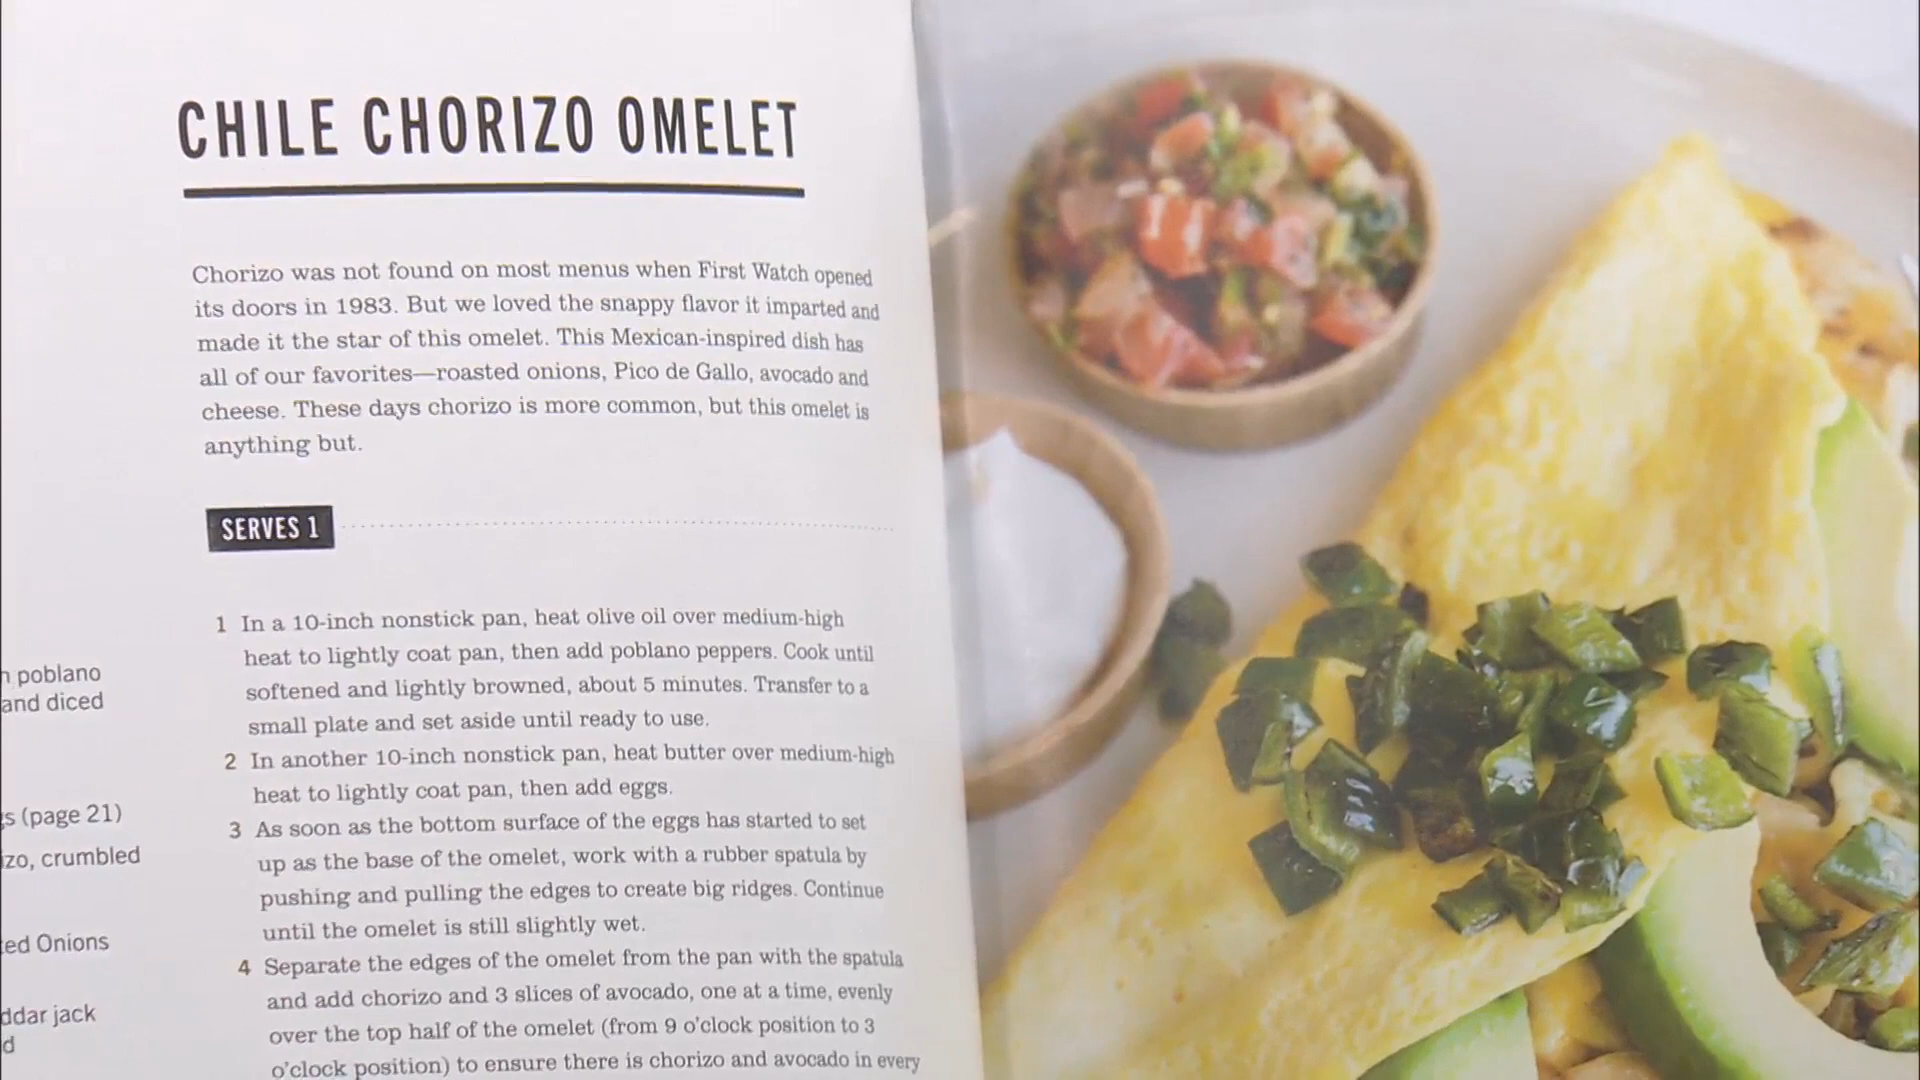 CHILE CHORIZO OMELET
Chorizo was not found on most menus when First Watch opened
its doors in 1983. But we loved the snappy flavor it imparted and
made it the star of this omelet. This Mexican-inspired dish has
all of our favorites—roasted onions, Pico de Gallo, avocado and
cheese. These days chorizo is more common, but this omelet is
anything but.
SERVES 1
poblano
and diced
(page 21)
crumbled
Onions
jack
1 In a 10-inch nonstick pan, heat olive oil over medium-high
heat to lightly coat pan, then add poblano peppers. Cook until
softened and lightly browned, about 5 minutes. Transfer to a
small plate and set aside until ready to use.
2 In another 10-inch nonstick pan, heat butter over medium-high
heat to lightly coat pan, then add eggs.
3 As soon as the bottom surface of the eggs has started to set
up as the base of the omelet, work with a rubber spatula by
pushing and pulling the edges to create big ridges. Continue
until the omelet is still slightly wet.
4 Separate the edges of the omelet from the pan with the spatula
and add chorizo and 3 slices of avocado, one at a time, evenly
over the top half of the omelet (from 9 o'clock position to 3
o'clock position) to ensure there is chorizo and avocado in every